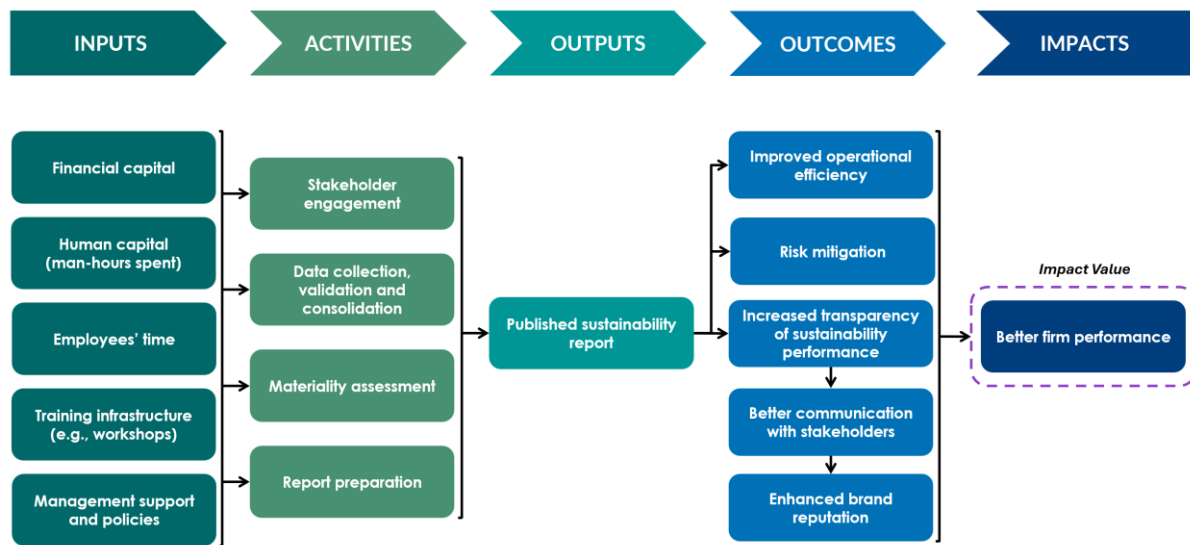 INPUTS
ACTIVITIES
OUTPUTS
OUTCOMES
IMPACTS
Financial capital
Human capital
(man-hours spent)
Employees' time
Training infrastructure
(e.g., workshops)
Management support
and policies
Stakeholder
engagement
Data collection,
validation and
consolidation
Materiality assessment
Report preparation
Published sustainability
report
Improved operational
efficiency
Risk mitigation
Increased transparency
of sustainability
performance
Better communication
with stakeholders
Enhanced brand
reputation
Impact Value
Better firm performance